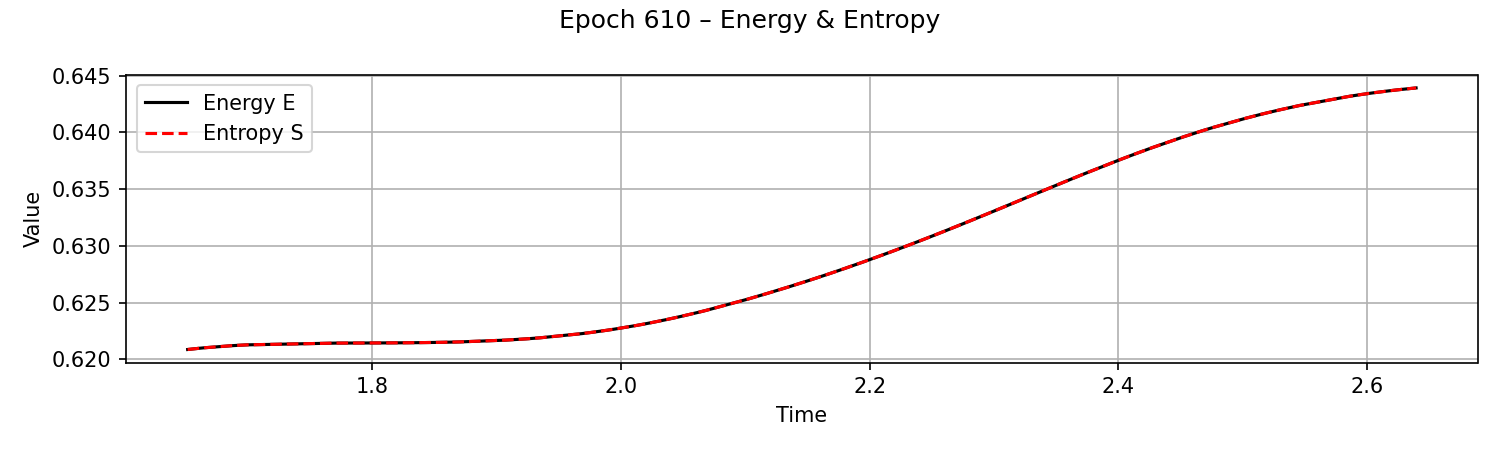 Epoch 610 – Energy & Entropy
0.645
0.640
0.635
0.630
0.625
0.620
Value
Energy E
Entropy S
1.8 2.0 2.2 2.4 2.6
Time